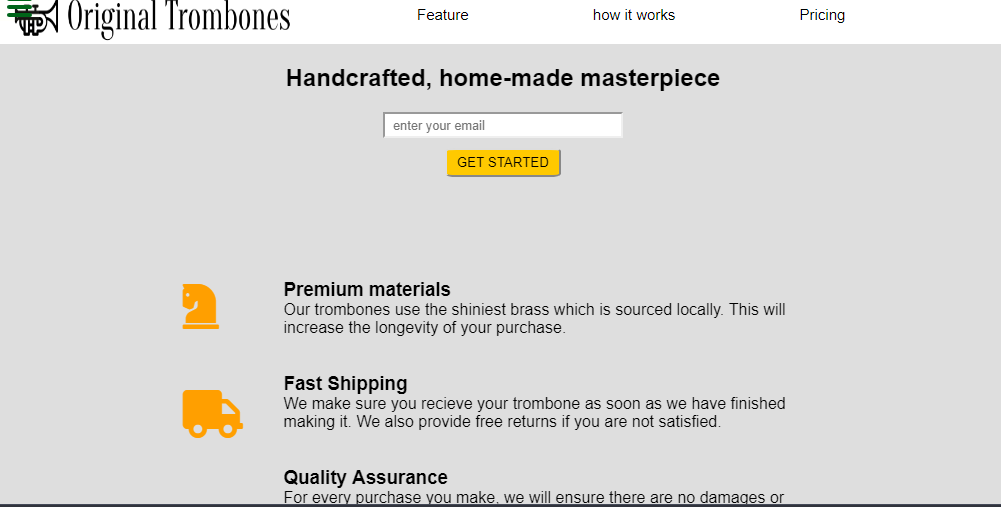 Original Trombones
Feature
how it works
Pricing
Handcrafted, home-made masterpiece
enter your email
GET STARTED
Premium materials
Our trombones use the shiniest brass which is sourced locally. This will
increase the longevity of your purchase.
Fast Shipping
We make sure you recieve your trombone as soon as we have finished
making it. We also provide free returns if you are not satisfied.
Quality Assurance
For every purchase you make, we will ensure there are no damages or